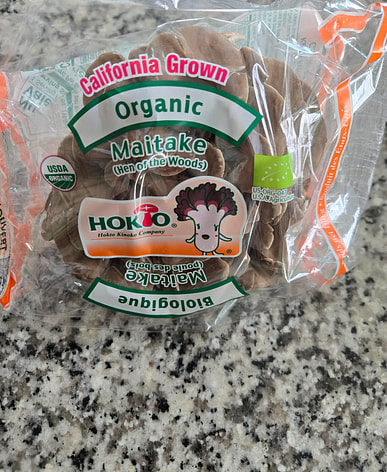 California Grown
Organic
Maitake
(Hen of the Woods)
USDA
ORGANIC
HOKTO®
Hokto Kinoko Company
Maitake
(poule des bois)
Biologique